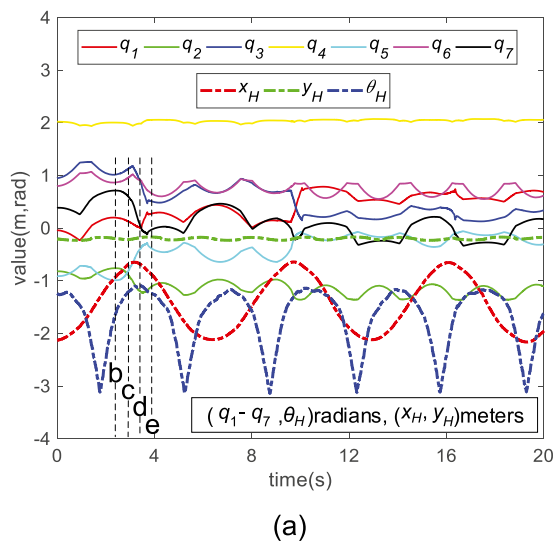 q1 q2 q3 q4 q5 q6 q7
xH yH θH
4
3
2
1
0
-1
-2
-3
-4
value(m,rad)
b
c
d
e
(q1- q7 ,θH)radians, (xH, yH)meters
0 4 8 12 16 20
time(s)
(a)